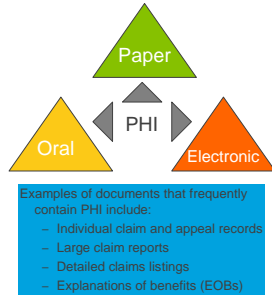 Paper
Oral
PHI
Electronic
Examples of documents that frequently
contain PHI include:
– Individual claim and appeal records
– Large claim reports
– Detailed claims listings
– Explanations of benefits (EOBs)